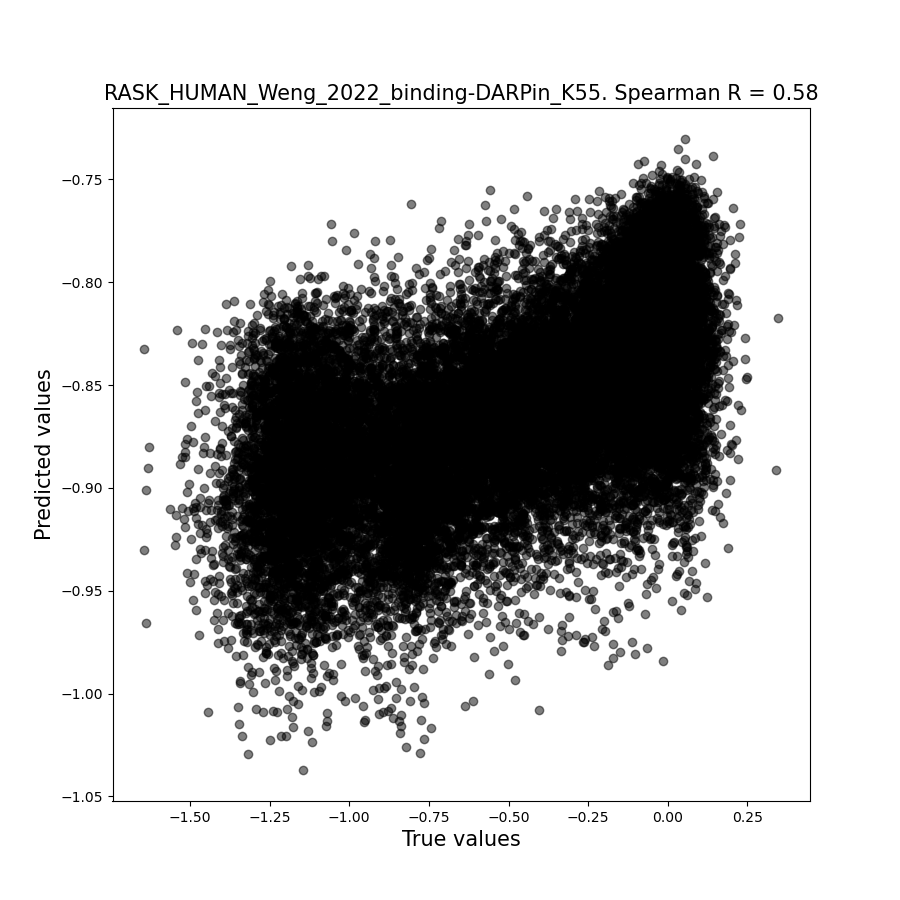 RASK_HUMAN_Weng_2022_binding-DARPin_K55. Spearman R = 0.58
−0.75
−0.80
−0.85
−0.90
−0.95
−1.00
−1.05
Predicted values
−1.50 −1.25 −1.00 −0.75 −0.50 −0.25 0.00 0.25
True values